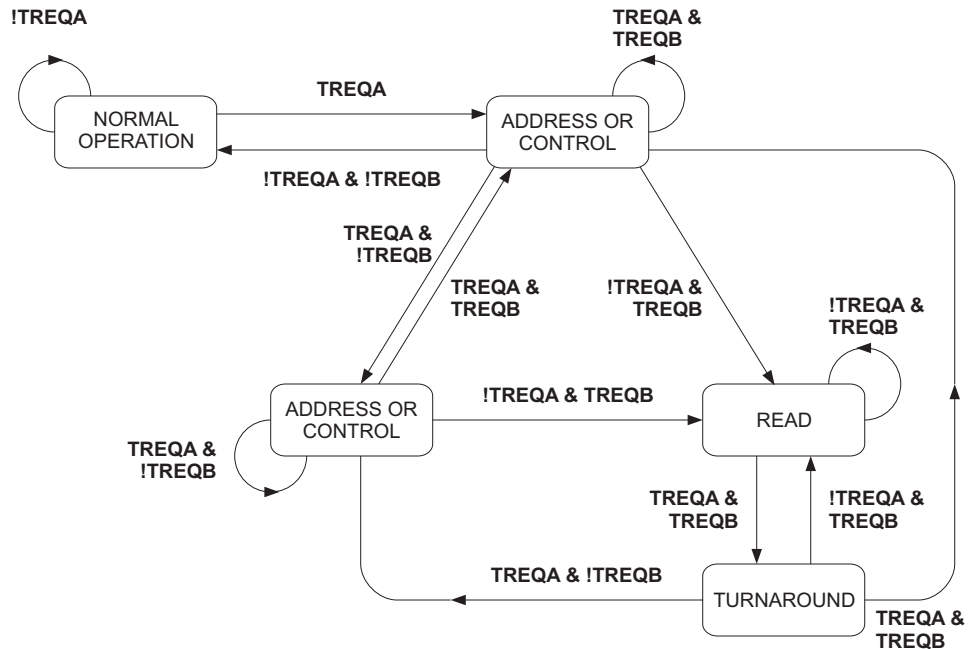 !TREQA
TREQA &
TREQB
TREQA
NORMAL
OPERATION
ADDRESS OR
CONTROL
!TREQA & !TREQB
TREQA &
!TREQB
TREQA &
TREQB
!TREQA &
TREQB
!TREQA &
TREQB
ADDRESS OR
CONTROL
!TREQA & TREQB
READ
TREQA &
!TREQB
TREQA &
TREQB
!TREQA &
TREQB
TREQA & !TREQB
TURNAROUND
TREQA &
TREQB